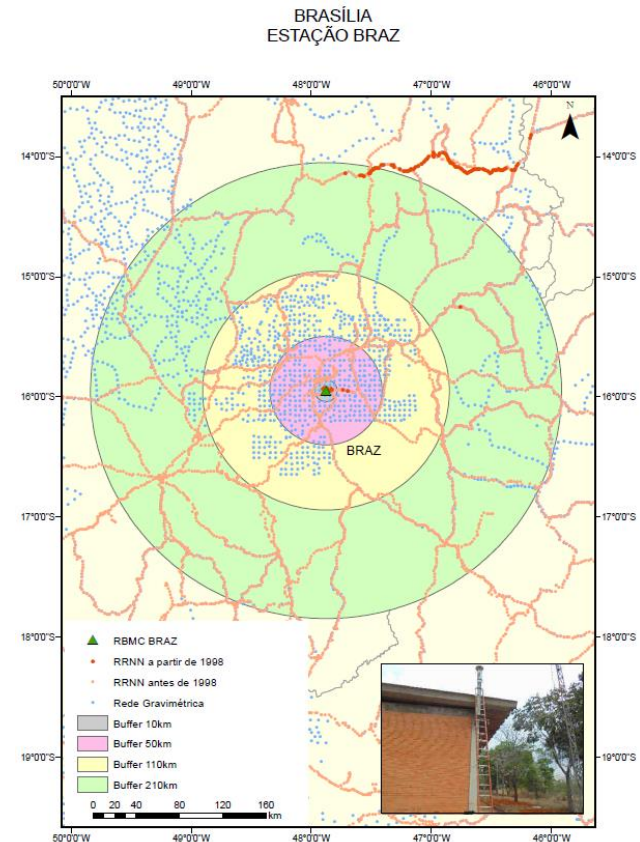 BRASÍLIA
ESTAÇÃO BRAZ
50°0'0"W 49°0'0"W 48°0'0"W 47°0'0"W 46°0'0"W
N
14°0'0"S 14°0'0"S
15°0'0"S 15°0'0"S
16°0'0"S 16°0'0"S
BRAZ
17°0'0"S 17°0'0"S
18°0'0"S 18°0'0"S
19°0'0"S 19°0'0"S
RBMC BRAZ
RRNN a partir de 1998
RRNN antes de 1998
Rede Gravimétrica
Buffer 10km
Buffer 50km
Buffer 110km
Buffer 210km
0 20 40 80 120 160
km
50°0'0"W 49°0'0"W 48°0'0"W 47°0'0"W 46°0'0"W